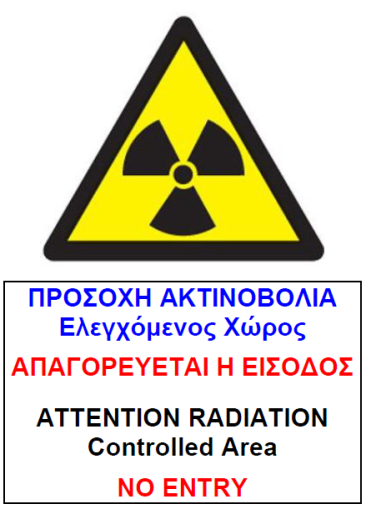 ΠΡΟΣΟΧΗ ΑΚΤΙΝΟΒΟΛΙΑ
Ελεγχόμενος Χώρος
ΑΠΑΓΟΡΕΥΕΤΑΙ Η ΕΙΣΟΔΟΣ
ATTENTION RADIATION
Controlled Area
NO ENTRY